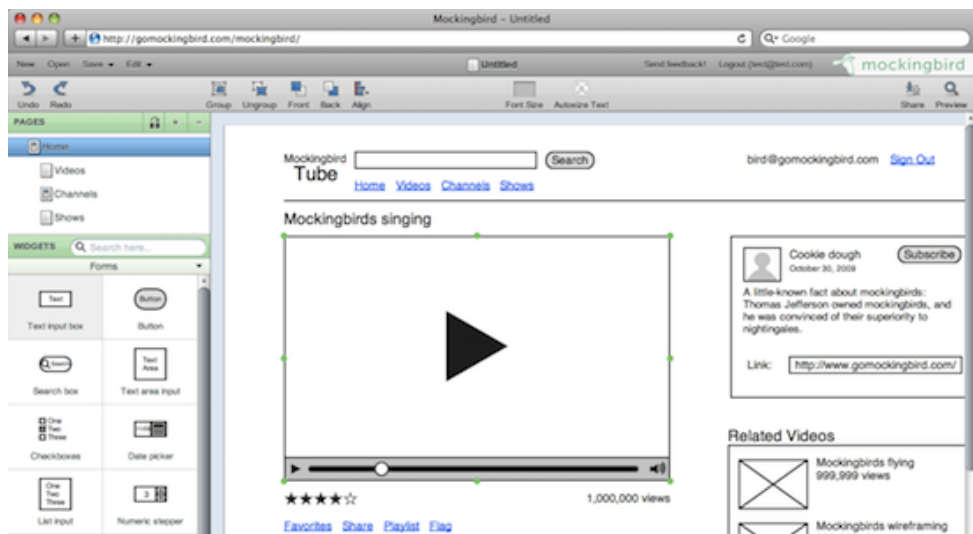 Mockingbird – Untitled
http://gomockingbird.com/mockingbird/
Google
New Open Save Edit
Untitled
Send feedback! Logout (test@test.com)
mockingbird
Undo Redo Group Ungroup Front Back Align Font Size Autosize Text Share Preview
PAGES
Home
Videos
Channels
Shows
WIDGETS
Search here...
Forms
Text
Text input box
Button
Button
Search
Search box
Text
Area
Text area input
One
Two
Three
Checkboxes
Date picker
One
Two
Three
List input
3
Numeric stepper
Mockingbird
Tube
Search
Home Videos Channels Shows
bird@gomockingbird.com Sign Out
Mockingbirds singing
1,000,000 views
Favorites Share Playlist Flag
Cookie dough
October 30, 2009
Subscribe
A little-known fact about mockingbirds:
Thomas Jefferson owned mockingbirds, and
he was convinced of their superiority to
nightingales.
Link: http://www.gomockingbird.com/
Related Videos
Mockingbirds flying
999,999 views
Mockingbirds wireframing